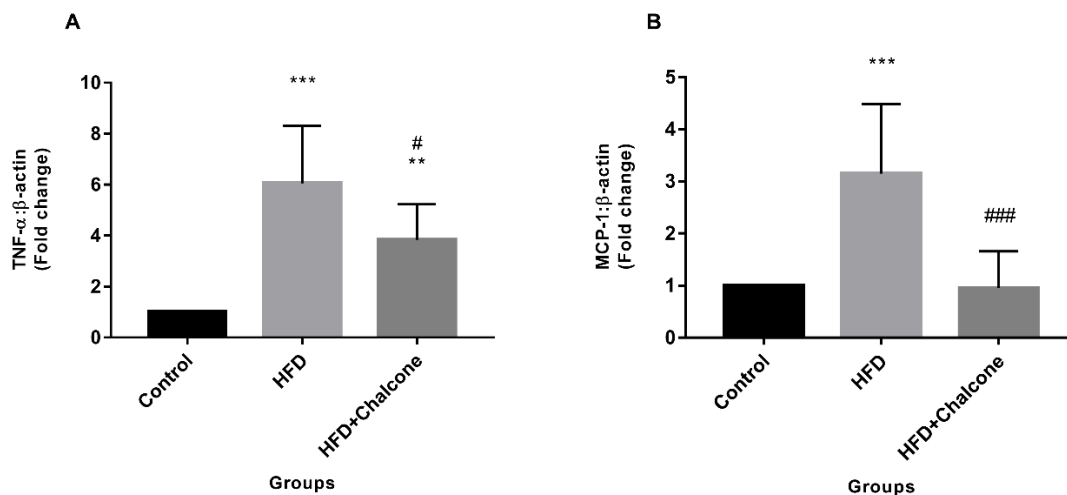 A
TNF-α:β-actin
(Fold change)
10
8
6
4
2
0
***
#
**
Control
HFD
HFD+Chalcone
Groups
B
MCP-1:β-actin
(Fold change)
5
4
3
2
1
0
***
###
Control
HFD
HFD+Chalcone
Groups